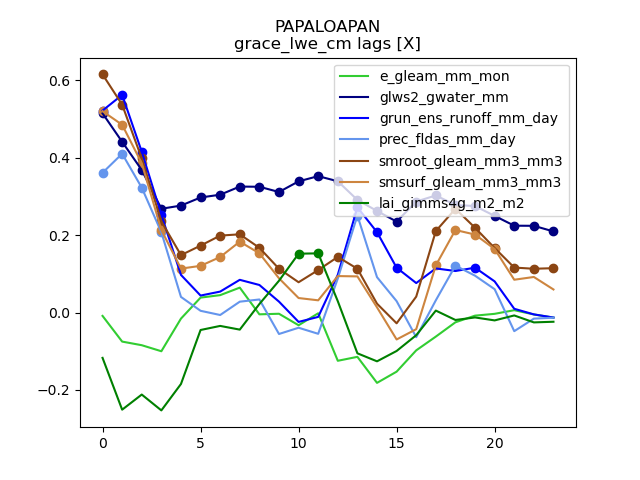 PAPALOAPAN
grace_lwe_cm lags [X]
e_gleam_mm_mon
glws2_gwater_mm
grun_ens_runoff_mm_day
prec_fldas_mm_day
smroot_gleam_mm3_mm3
smsurf_gleam_mm3_mm3
lai_gimms4g_m2_m2
0.6
0.4
0.2
0.0
−0.2
0
5
10
15
20